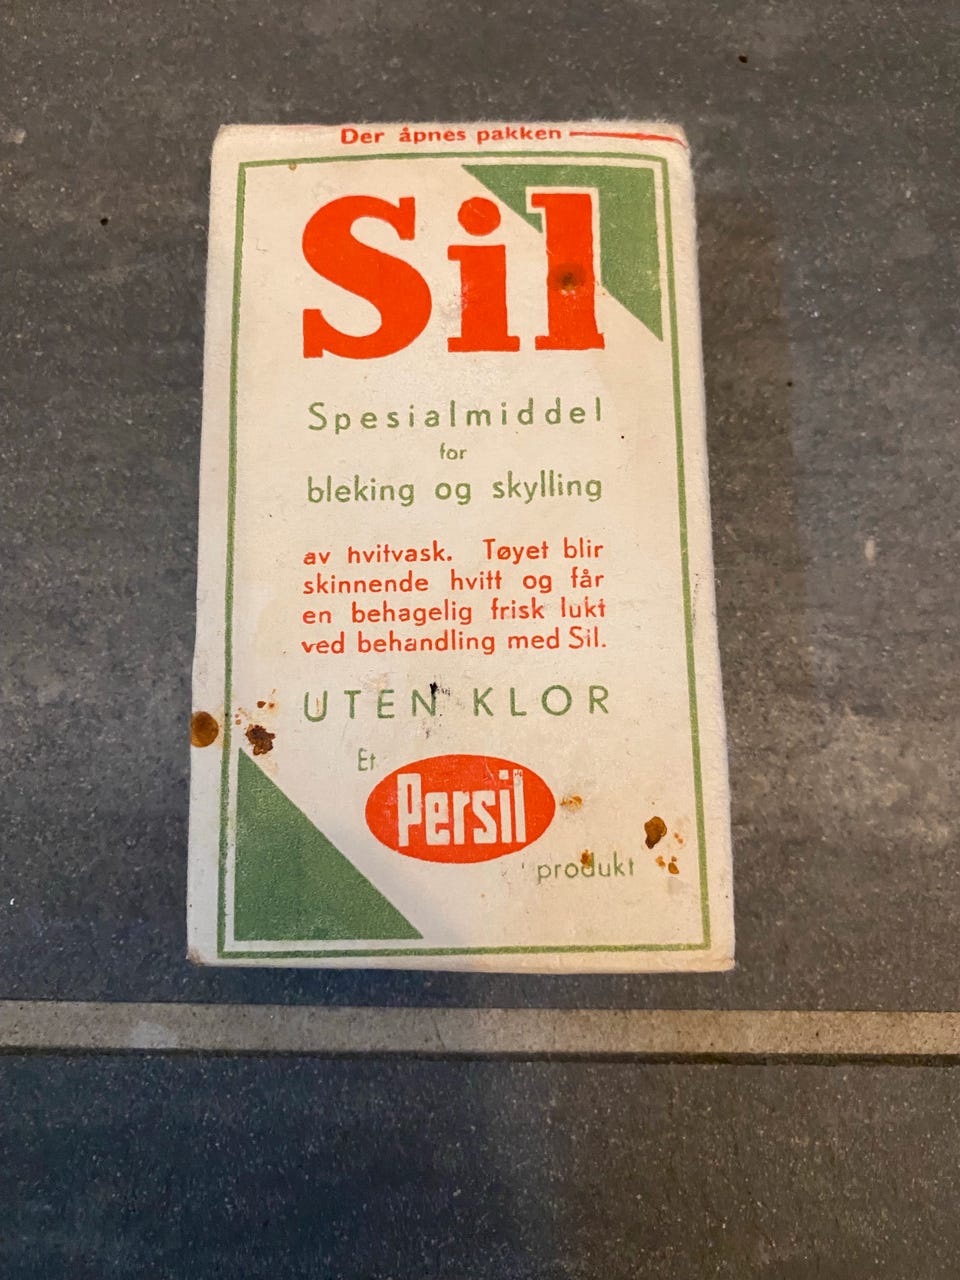 Der åpnes pakken
Sil
Spesialmiddel
for
bleking og skylling
av hvitvask. Tøyet blir
skinnende hvitt og får
en behagelig frisk lukt
ved behandling med Sil.
UTEN KLOR
Et
Persil
produkt